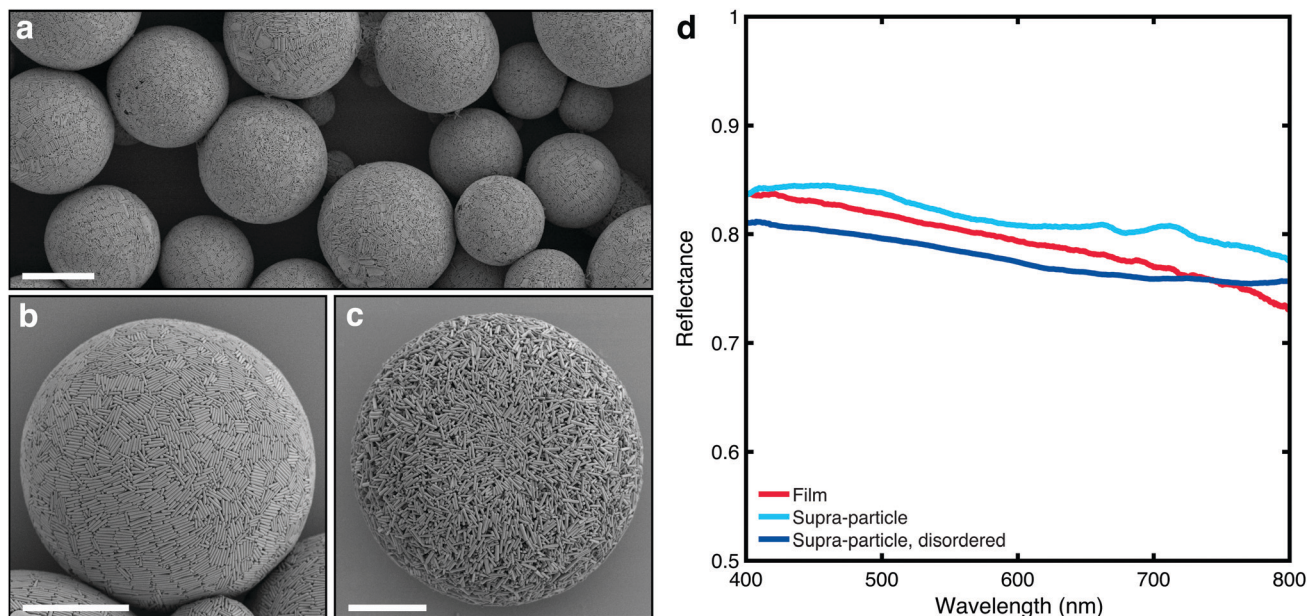 a
b
c
d
1
0.9
0.8
0.7
0.6
0.5
Reflectance
Film
Supra-particle
Supra-particle, disordered
400
500
600
700
800
Wavelength (nm)